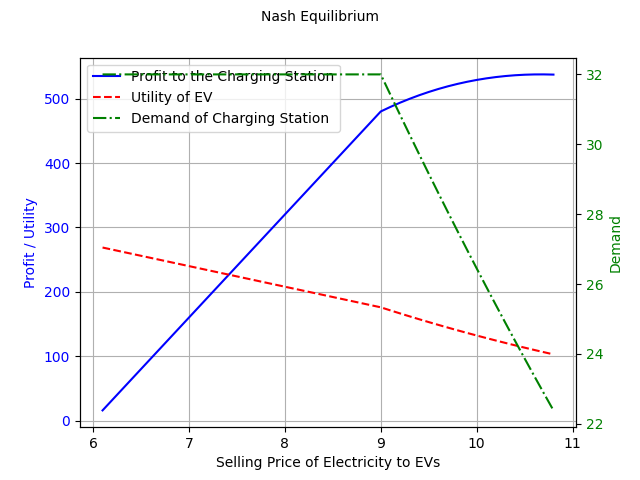 Nash Equilibrium
Profit to the Charging Station
Utility of EV
Demand of Charging Station
Profit / Utility
500
400
300
200
100
0
32
30
28
26
24
22
Demand
6 7 8 9 10 11
Selling Price of Electricity to EVs